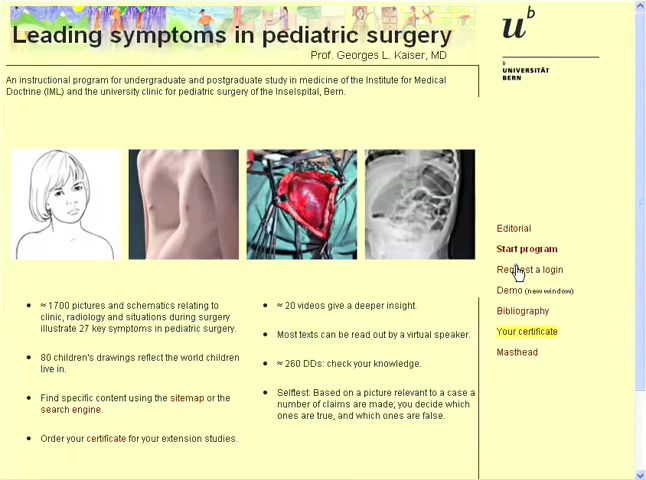 Leading symptoms in pediatric surgery
Prof. Georges L. Kaiser, MD
An instructional program for undergraduate and postgraduate study in medicine of the Institute for Medical
Doctrine (IML) and the university clinic for pediatric surgery of the Inselspital, Bern.
u
b
b
UNIVERSITÄT
BERN
Editorial
Start program
Request a login
Demo (new window)
Bibliography
Your certificate
Masthead
• ≈ 1700 pictures and schematics relating to
clinic, radiology and situations during surgery
illustrate 27 key symptoms in pediatric surgery.
• 80 children's drawings reflect the world children
live in.
• Find specific content using the sitemap or the
search engine.
• Order your certificate for your extension studies.
• ≈ 20 videos give a deeper insight.
• Most texts can be read out by a virtual speaker.
• ≈ 260 DDs: check your knowledge.
• Selftest: Based on a picture relevant to a case a
number of claims are made; you decide which
ones are true, and which ones are false.